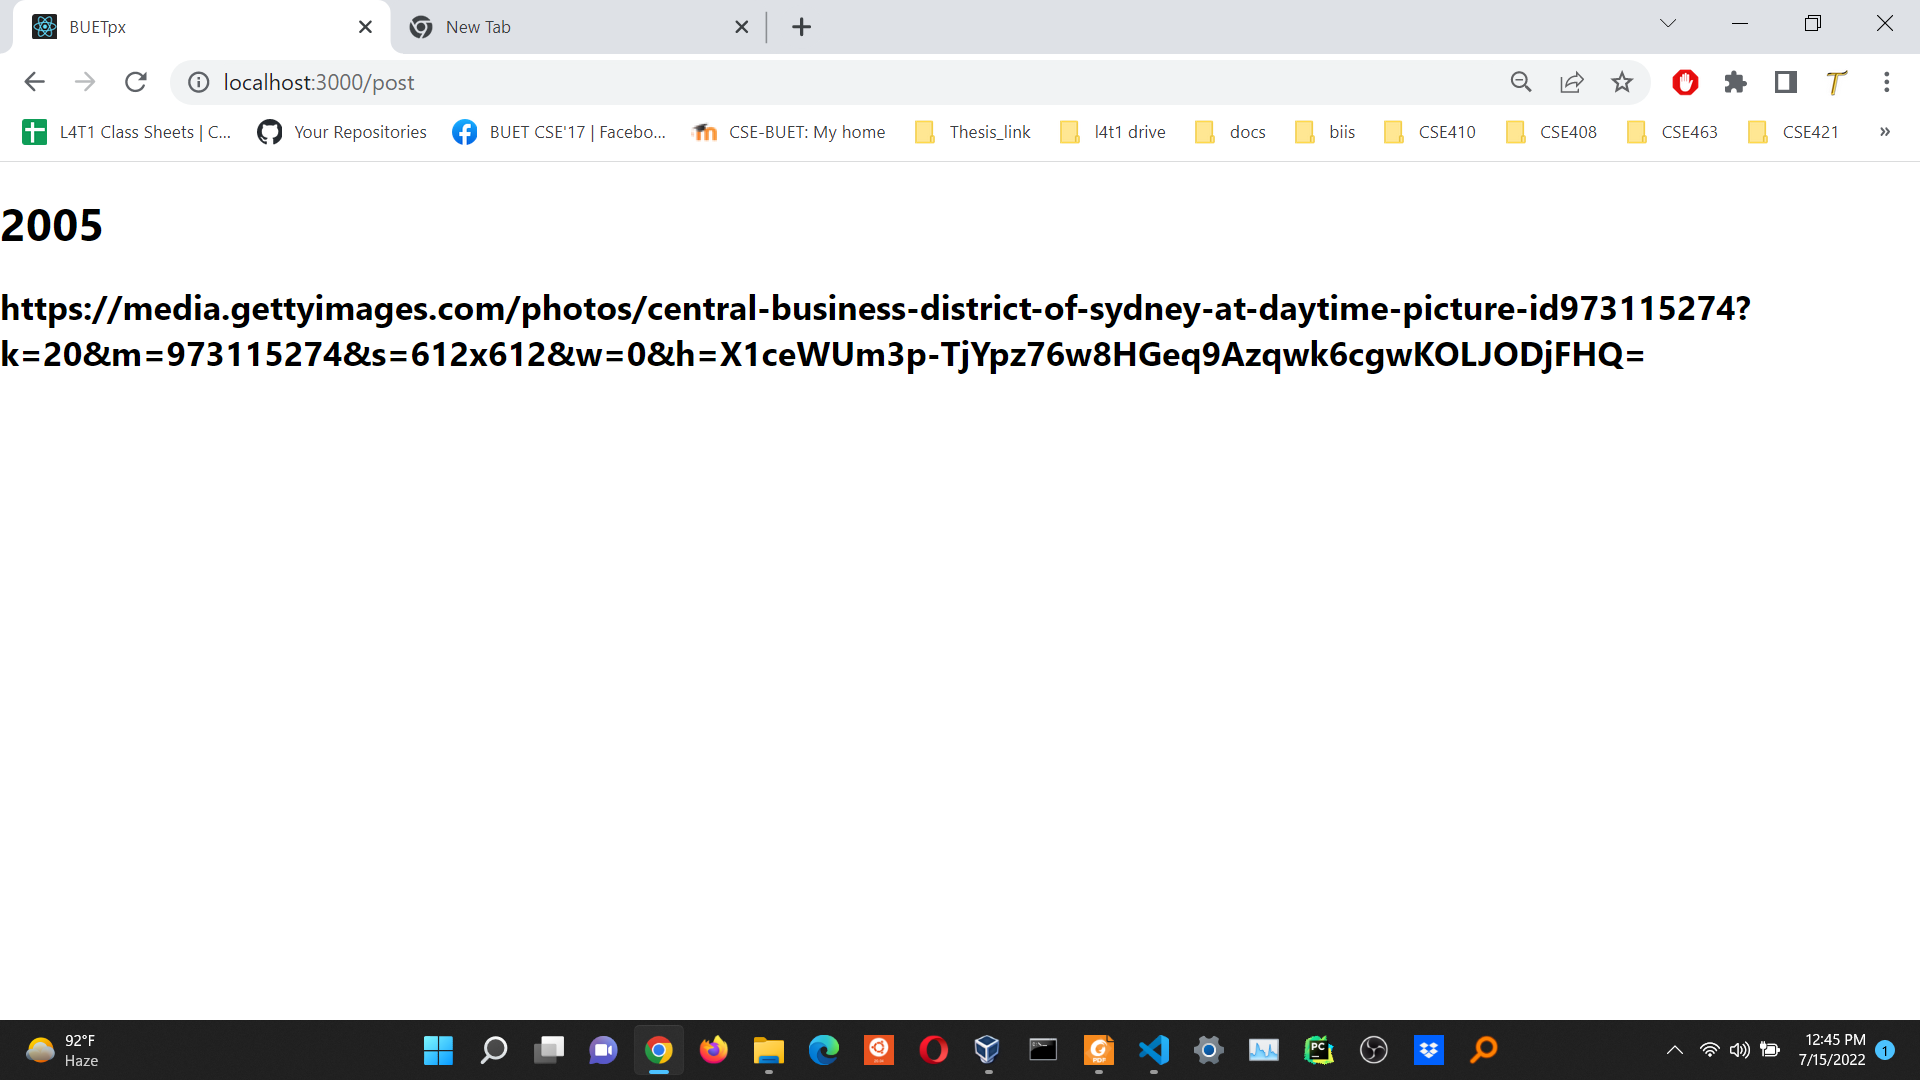 BUETpx
New Tab
localhost:3000/post
L4T1 Class Sheets | C...
Your Repositories
BUET CSE'17 | Facebo...
CSE-BUET: My home
Thesis_link
l4t1 drive
docs
biis
CSE410
CSE408
CSE463
CSE421
»
2005
https://media.gettyimages.com/photos/central-business-district-of-sydney-at-daytime-picture-id973115274?
k=20&m=973115274&s=612x612&w=0&h=X1ceWUm3p-TjYpz76w8HGeq9Azqwk6cgwKOLJODjFHQ=
92°F
Haze
PDF
PC
12:45 PM
7/15/2022
1